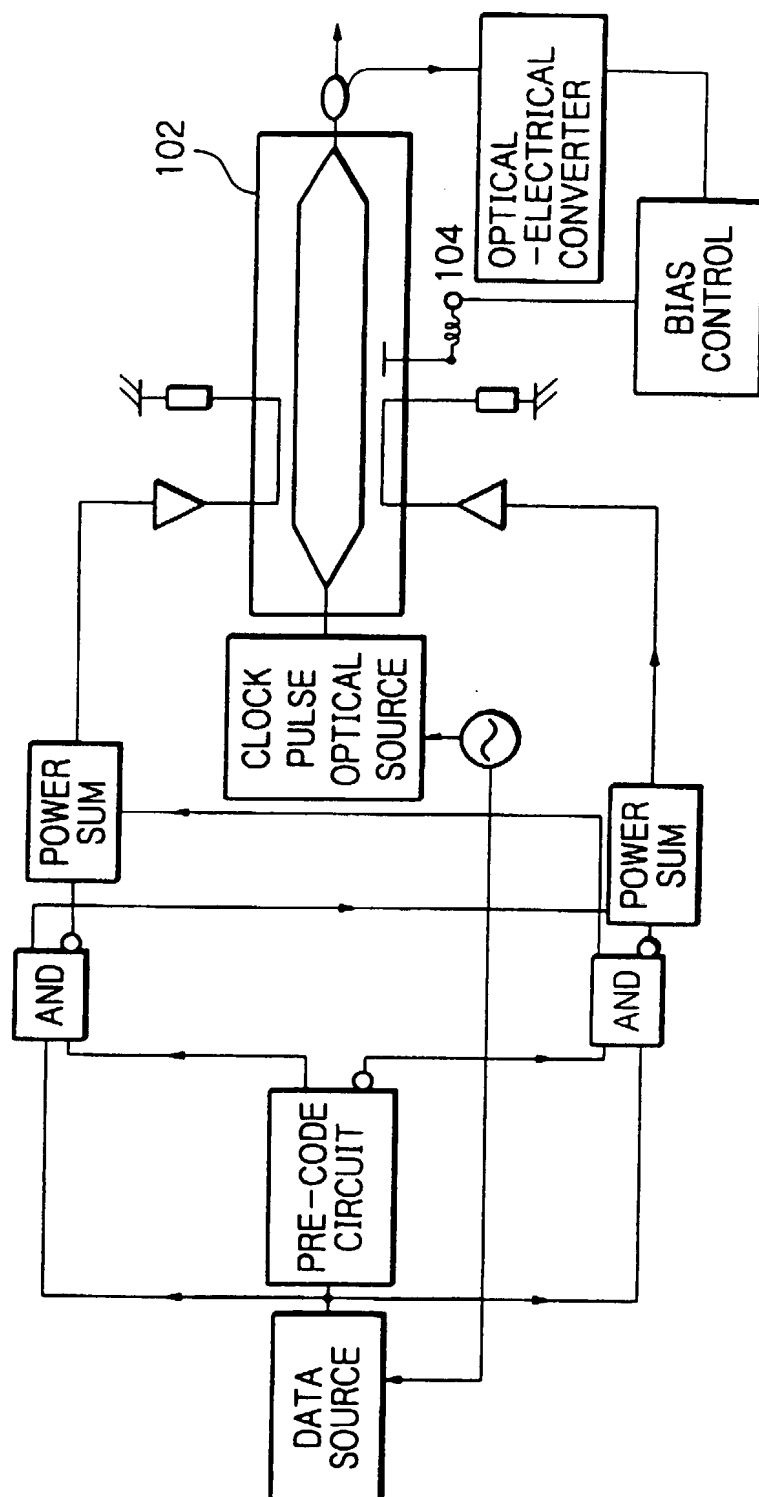 DATA
SOURCE
PRE-CODE
CIRCUIT
AND
AND
POWER
SUM
POWER
SUM
CLOCK
PULSE
OPTICAL
SOURCE
102
104
OPTICAL
-ELECTRICAL
CONVERTER
BIAS
CONTROL